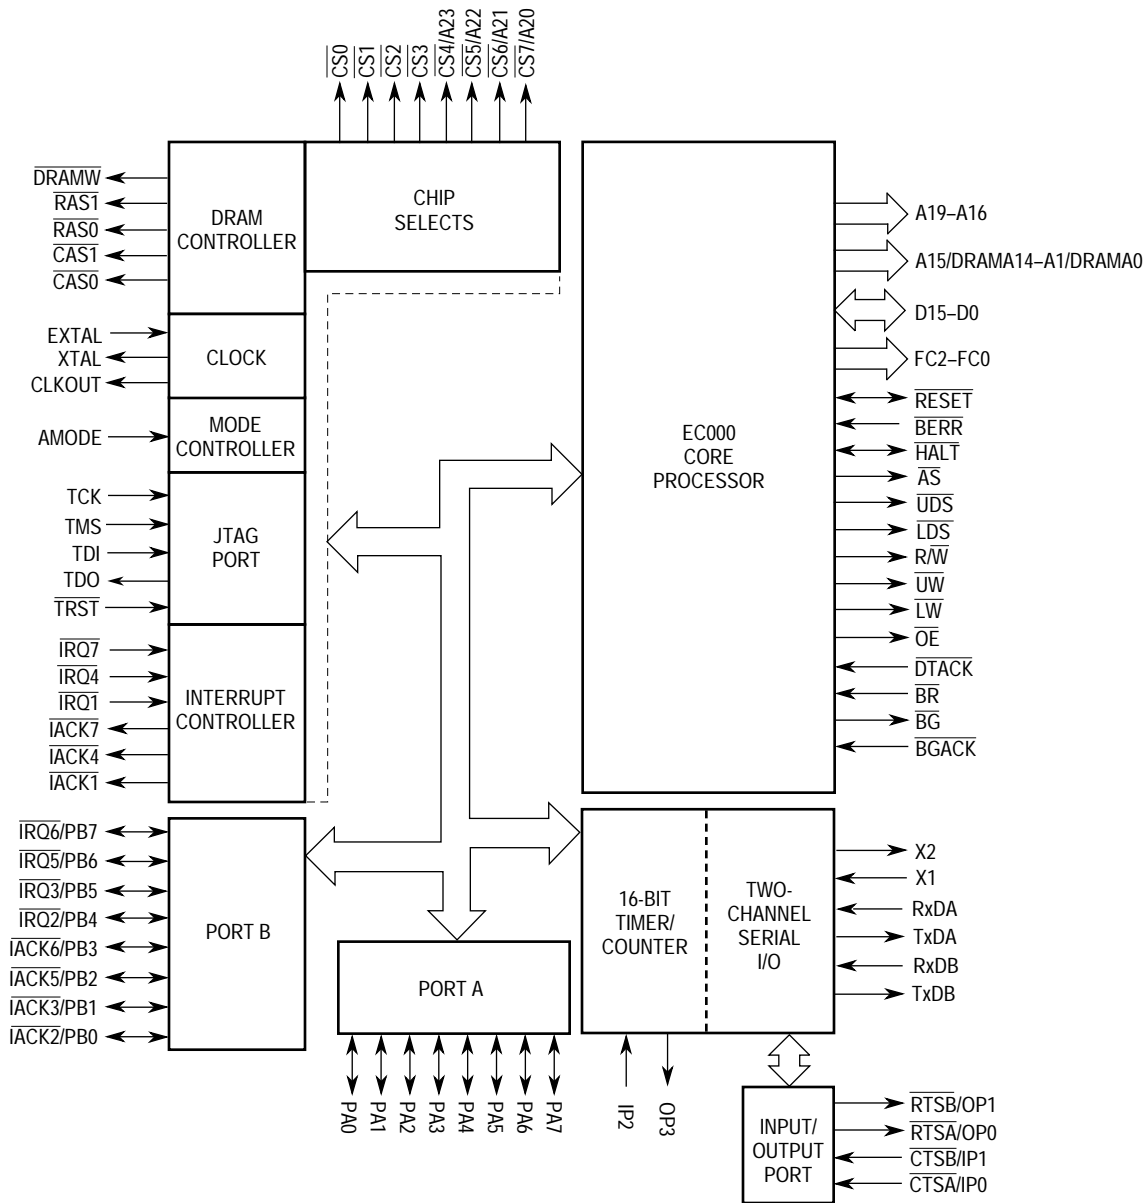 CS0
CS1
CS2
CS3
CS4/A23
CS5/A22
CS6/A21
CS7/A20
DRAMW
RAS1
RAS0
CAS1
CAS0
DRAM
CONTROLLER
CHIP
SELECTS
EXTAL
XTAL
CLKOUT
CLOCK
AMODE
MODE
CONTROLLER
TCK
TMS
TDI
TDO
TRST
JTAG
PORT
IRQ7
IRQ4
IRQ1
IACK7
IACK4
IACK1
INTERRUPT
CONTROLLER
EC000
CORE
PROCESSOR
A19–A16
A15/DRAMA14–A1/DRAMA0
D15–D0
FC2–FC0
RESET
BERR
HALT
AS
UDS
LDS
R/W
UW
LW
OE
DTACK
BR
BG
BGACK
IRQ6/PB7
IRQ5/PB6
IRQ3/PB5
IRQ2/PB4
IACK6/PB3
IACK5/PB2
IACK3/PB1
IACK2/PB0
PORT B
PORT A
PA0
PA1
PA2
PA3
PA4
PA5
PA6
PA7
16-BIT
TIMER/
COUNTER
TWO-
CHANNEL
SERIAL
I/O
X2
X1
RxDA
TxDA
RxDB
TxDB
IP2
OP3
INPUT/
OUTPUT
PORT
RTSB/OP1
RTSA/OP0
CTSB/IP1
CTSA/IP0